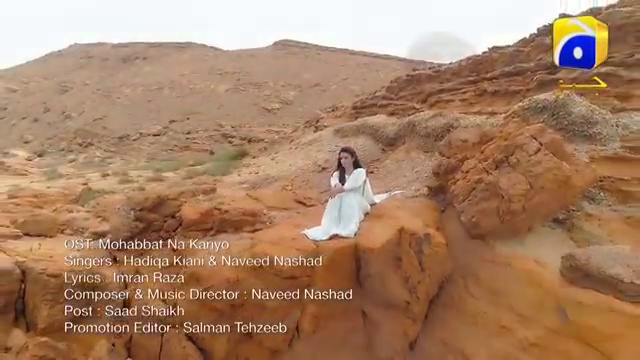 حب
OST: Mohabbat Na Kariyo
Singers : Hadiqa Kiani & Naveed Nashad
Lyrics : Imran Raza
Composer & Music Director : Naveed Nashad
Post : Saad Shaikh
Promotion Editor : Salman Tehzeeb